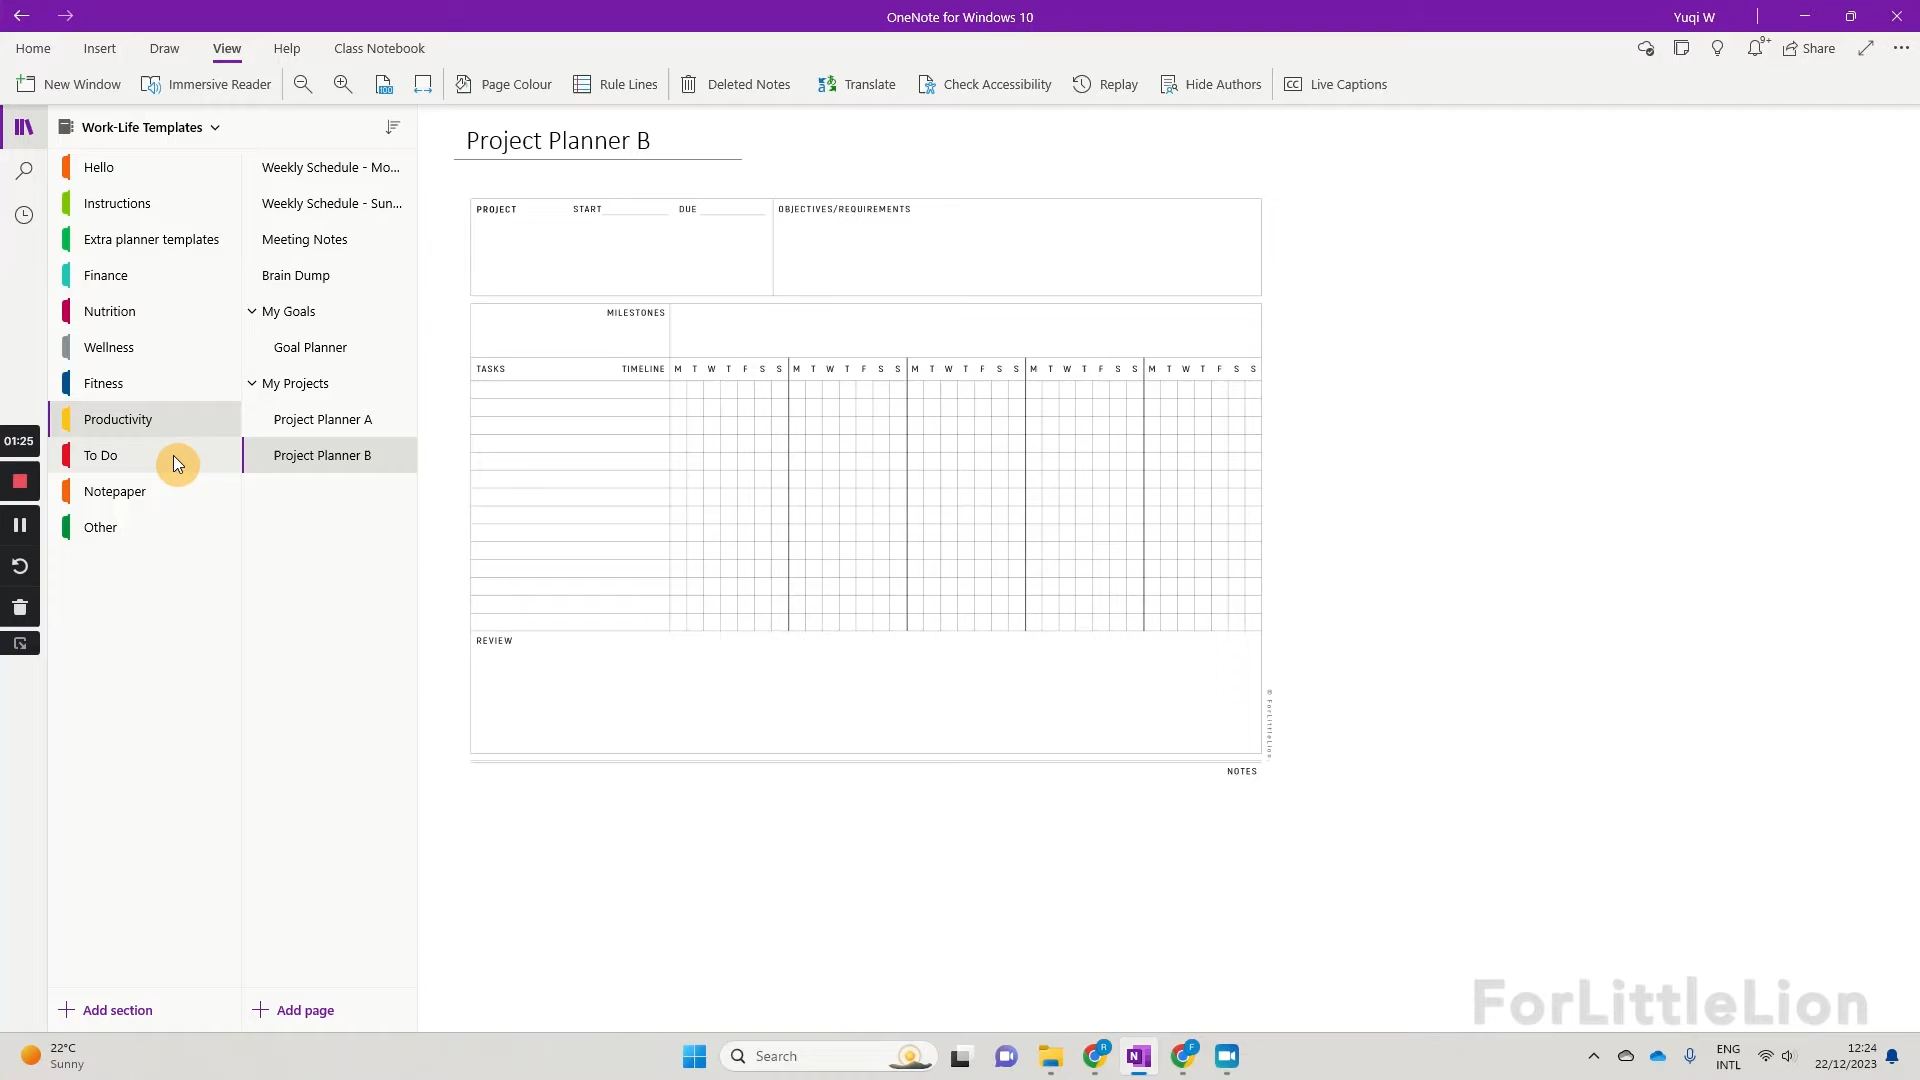 OneNote for Windows 10
Yuqi W
Home Insert Draw View Help Class Notebook
9+
Share
New Window Immersive Reader 100 Page Colour Rule Lines Deleted Notes Translate Check Accessibility Replay Hide Authors CC Live Captions
Work-Life Templates
Hello
Instructions
Extra planner templates
Finance
Nutrition
Wellness
Fitness
Productivity
To Do
Notepaper
Other
Weekly Schedule - Mo...
Weekly Schedule - Sun...
Meeting Notes
Brain Dump
My Goals
Goal Planner
My Projects
Project Planner A
Project Planner B
01:25
Add section
Add page
Project Planner B
PROJECT START DUE OBJECTIVES/REQUIREMENTS
MILESTONES
TASKS TIMELINE M T W T F S S M T W T F S S M T W T F S S M T W T F S S M T W T F S S
REVIEW
© ForLittleLion
NOTES
ForLittleLion
22°C
Sunny
Search
R
N
F
ENG
INTL
12:24
22/12/2023